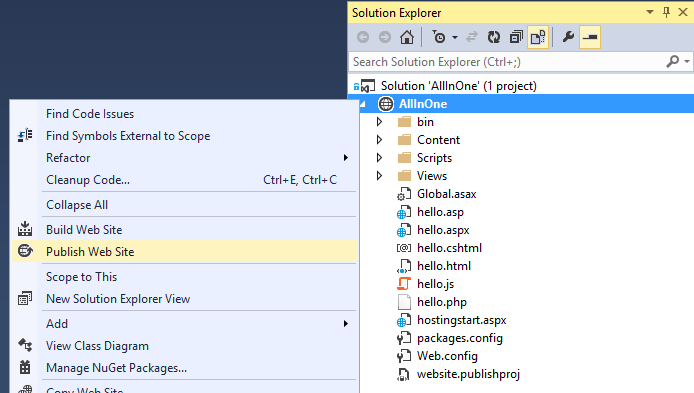 Solution Explorer
Search Solution Explorer (Ctrl+;)
Solution 'AllInOne' (1 project)
AllInOne
bin
Content
Scripts
Views
Global.asax
hello.asp
hello.aspx
hello.cshtml
hello.html
hello.js
hello.php
hostingstart.aspx
packages.config
Web.config
website.publishproj
Find Code Issues
Find Symbols External to Scope
Refactor
Cleanup Code... Ctrl+E, Ctrl+C
Collapse All
Build Web Site
Publish Web Site
Scope to This
New Solution Explorer View
Add
View Class Diagram
Manage NuGet Packages...
Copy Web Site